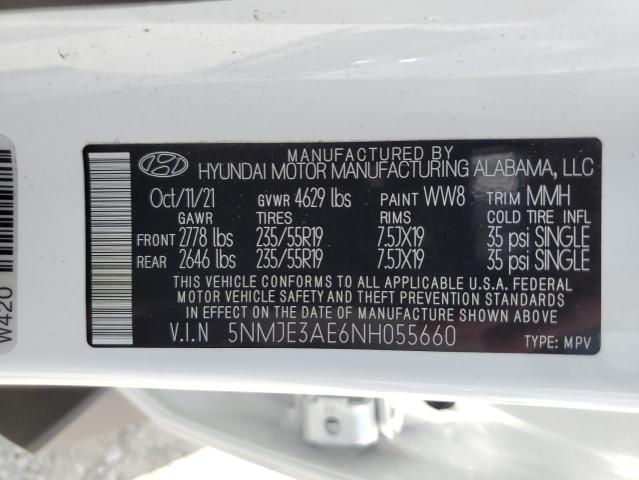 MANUFACTURED BY
HYUNDAI MOTOR MANUFACTURING ALABAMA, LLC
Oct/11/21 GVWR 4629 lbs PAINT WW8 TRIM MMH
GAWR TIRES RIMS COLD TIRE INFL
FRONT 2778 lbs 235/55R19 7.5JX19 35 psi SINGLE
REAR 2646 lbs 235/55R19 7.5JX19 35 psi SINGLE
THIS VEHICLE CONFORMS TO ALL APPLICABLE U.S.A. FEDERAL
MOTOR VEHICLE SAFETY, BUMPER, AND THEFT PREVENTION STANDARDS
IN EFFECT ON THE DATE OF MANUFACTURE SHOWN ABOVE
V.I.N 5NMJE3AE6NH055660 TYPE: MPV
W420